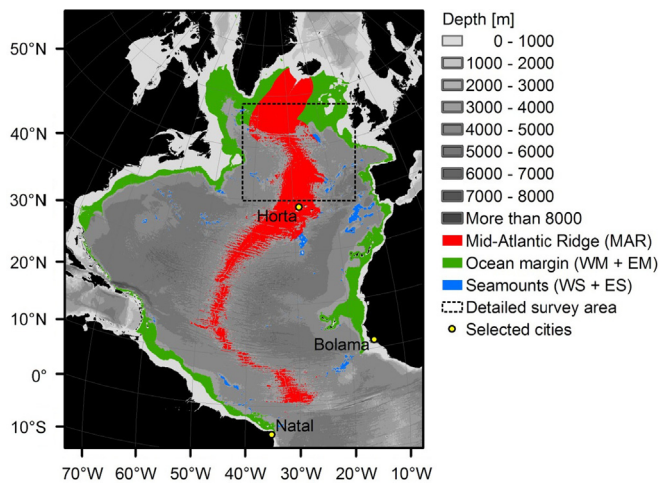 50°N
40°N
30°N
20°N
10°N
0°
10°S
70°W
60°W
50°W
40°W
30°W
20°W
10°W
Horta
Bolama
Natal
Depth [m]
0 - 1000
1000 - 2000
2000 - 3000
3000 - 4000
4000 - 5000
5000 - 6000
6000 - 7000
7000 - 8000
More than 8000
Mid-Atlantic Ridge (MAR)
Ocean margin (WM + EM)
Seamounts (WS + ES)
Detailed survey area
Selected cities